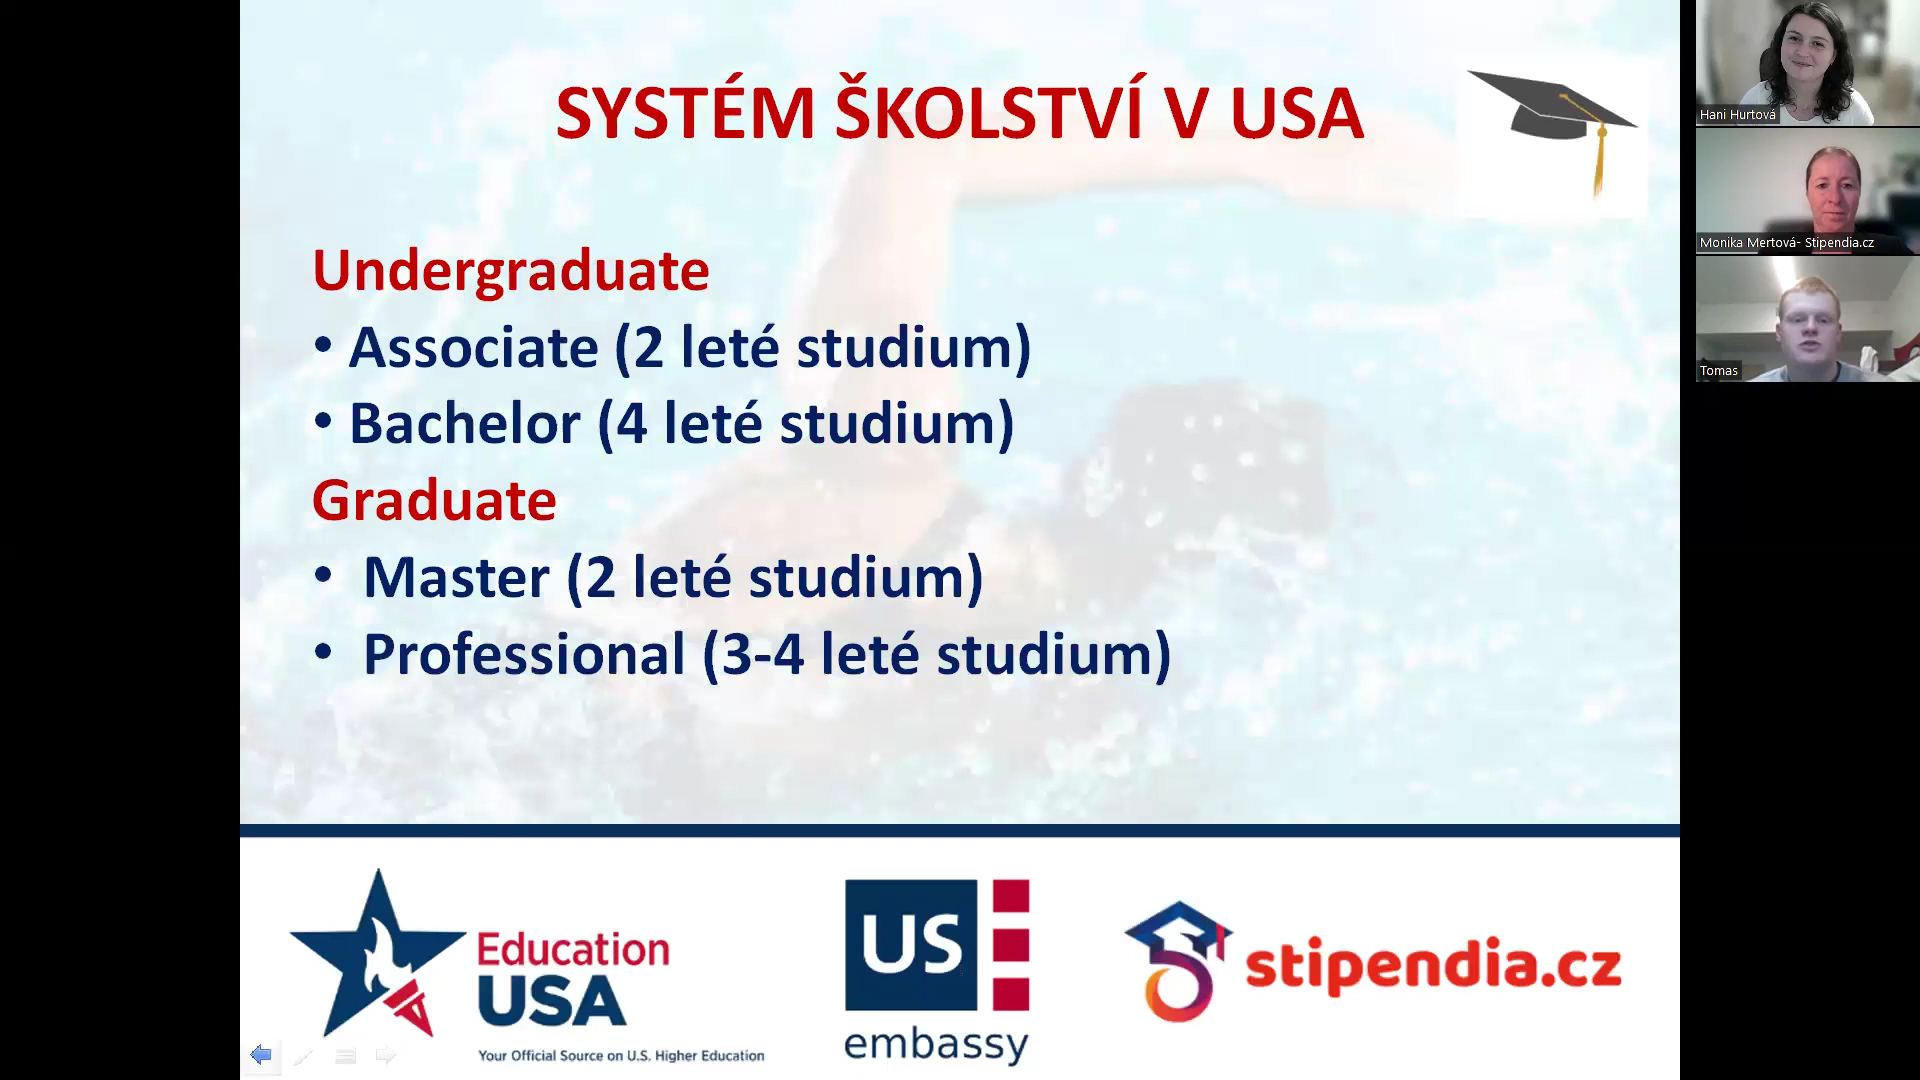 SYSTÉM ŠKOLSTVÍ V USA
Undergraduate
• Associate (2 leté studium)
• Bachelor (4 leté studium)
Graduate
• Master (2 leté studium)
• Professional (3-4 leté studium)
Education
USA
Your Official Source on U.S. Higher Education
US
embassy
stipendia.cz
Hani Hurtová
Monika Mertová- Stipendia.cz
Tomas